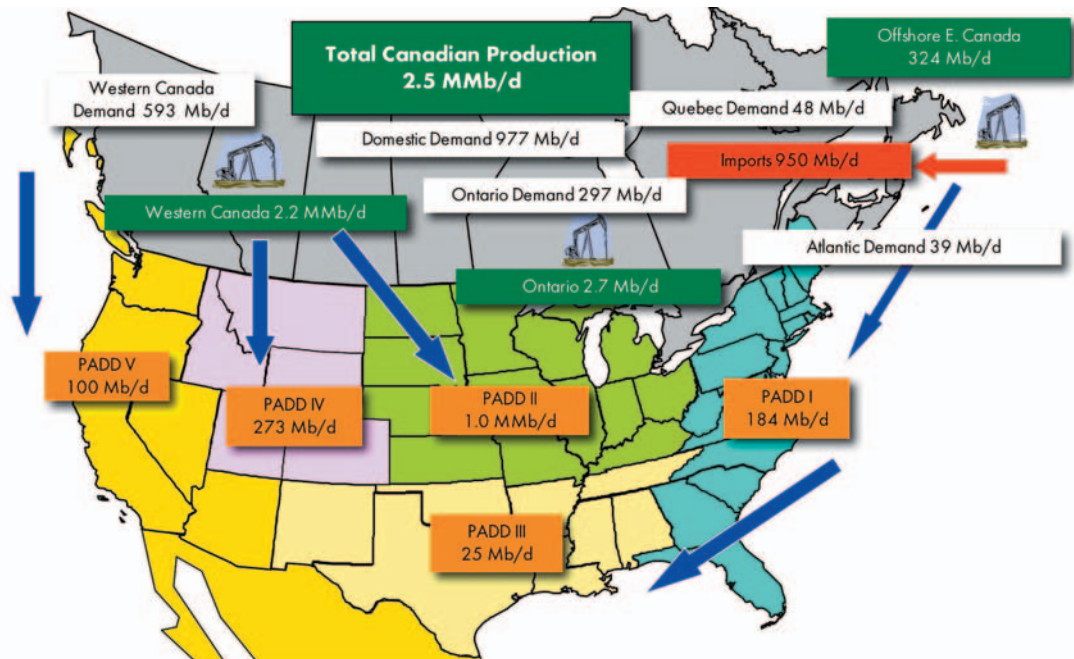 Offshore E. Canada
324 Mb/d
Total Canadian Production
2.5 MMb/d
Western Canada
Demand 593 Mb/d
Quebec Demand 48 Mb/d
Domestic Demand 977 Mb/d
Imports 950 Mb/d
Ontario Demand 297 Mb/d
Western Canada 2.2 MMb/d
Atlantic Demand 39 Mb/d
Ontario 2.7 Mb/d
PADD V
100 Mb/d
PADD IV
273 Mb/d
PADD II
1.0 MMb/d
PADD I
184 Mb/d
PADD III
25 Mb/d